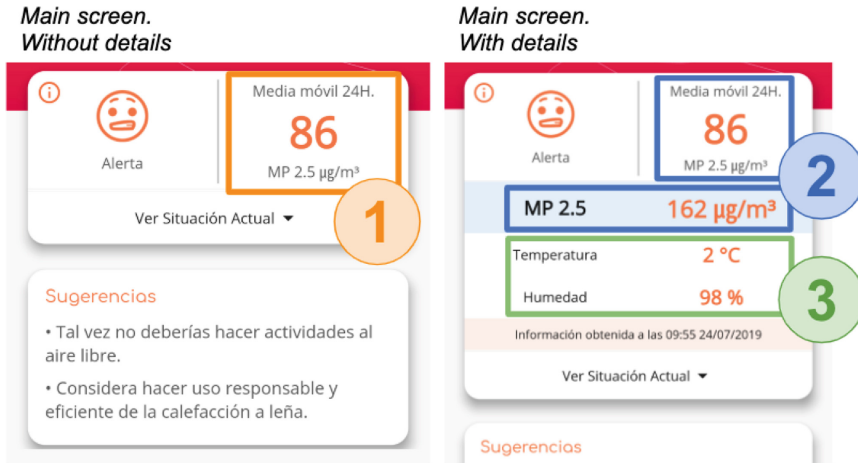 Main screen.
Without details
Media móvil 24H.
86
MP 2.5 µg/m³
Alerta
Ver Situación Actual
1
Sugerencias
• Tal vez no deberías hacer actividades al
aire libre.
• Considera hacer uso responsable y
eficiente de la calefacción a leña.
Main screen.
With details
Media móvil 24H.
86
MP 2.5 µg/m³
Alerta
2
MP 2.5 162 µg/m³
Temperatura 2 °C
Humedad 98 %
3
Información obtenida a las 09:55 24/07/2019
Ver Situación Actual
Sugerencias